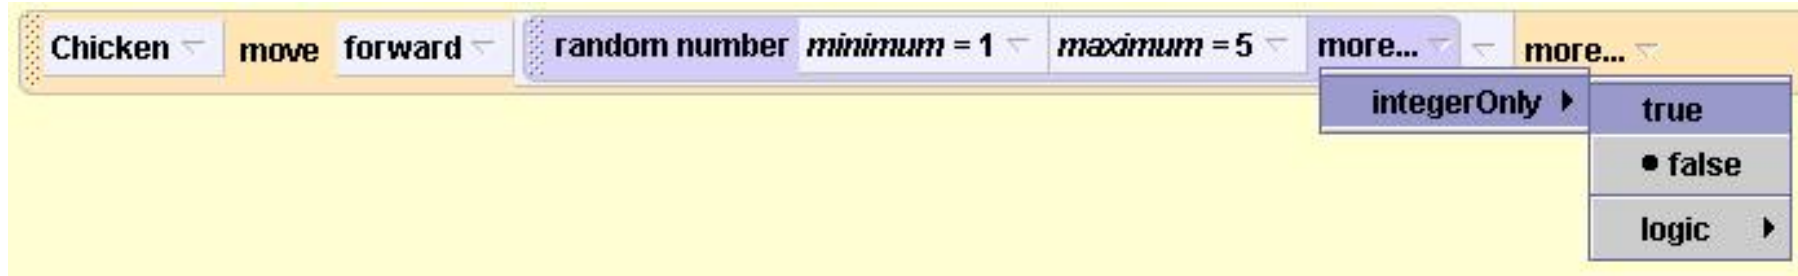 Chicken move forward random number minimum = 1 maximum = 5 more... more...
integerOnly
true
• false
logic